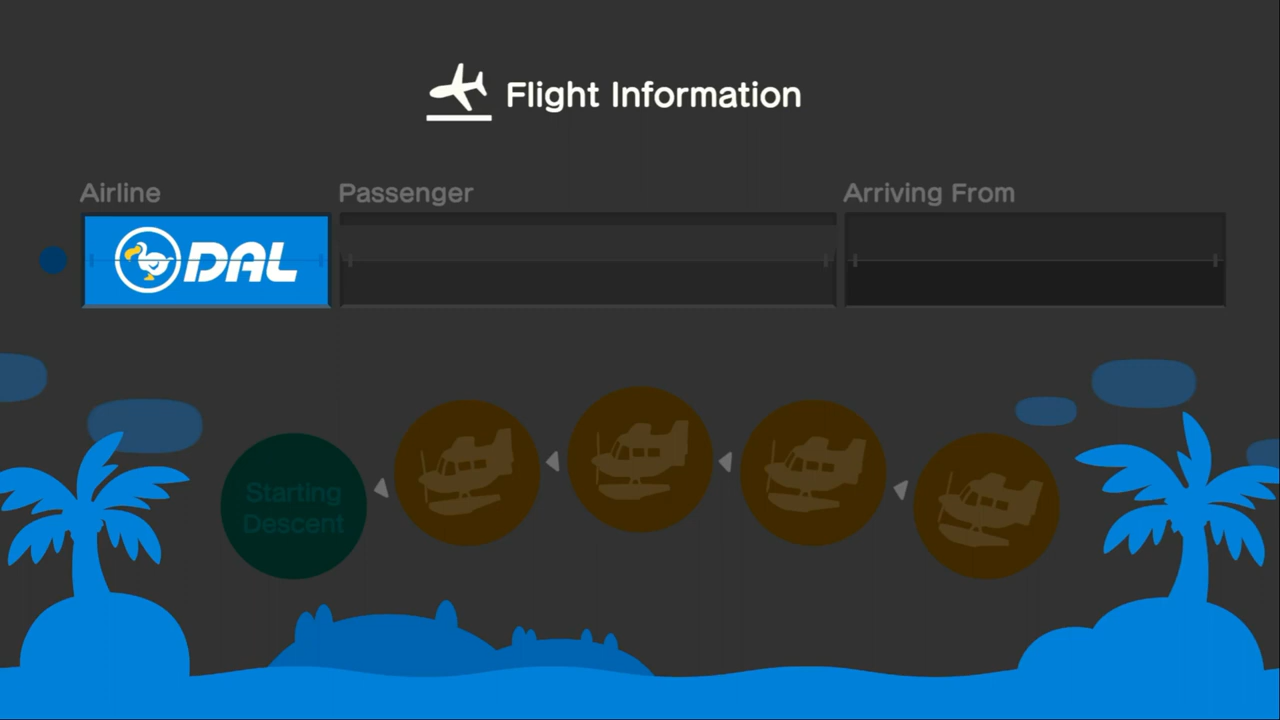 Flight Information
Airline
Passenger
Arriving From
DAL
Starting
Descent